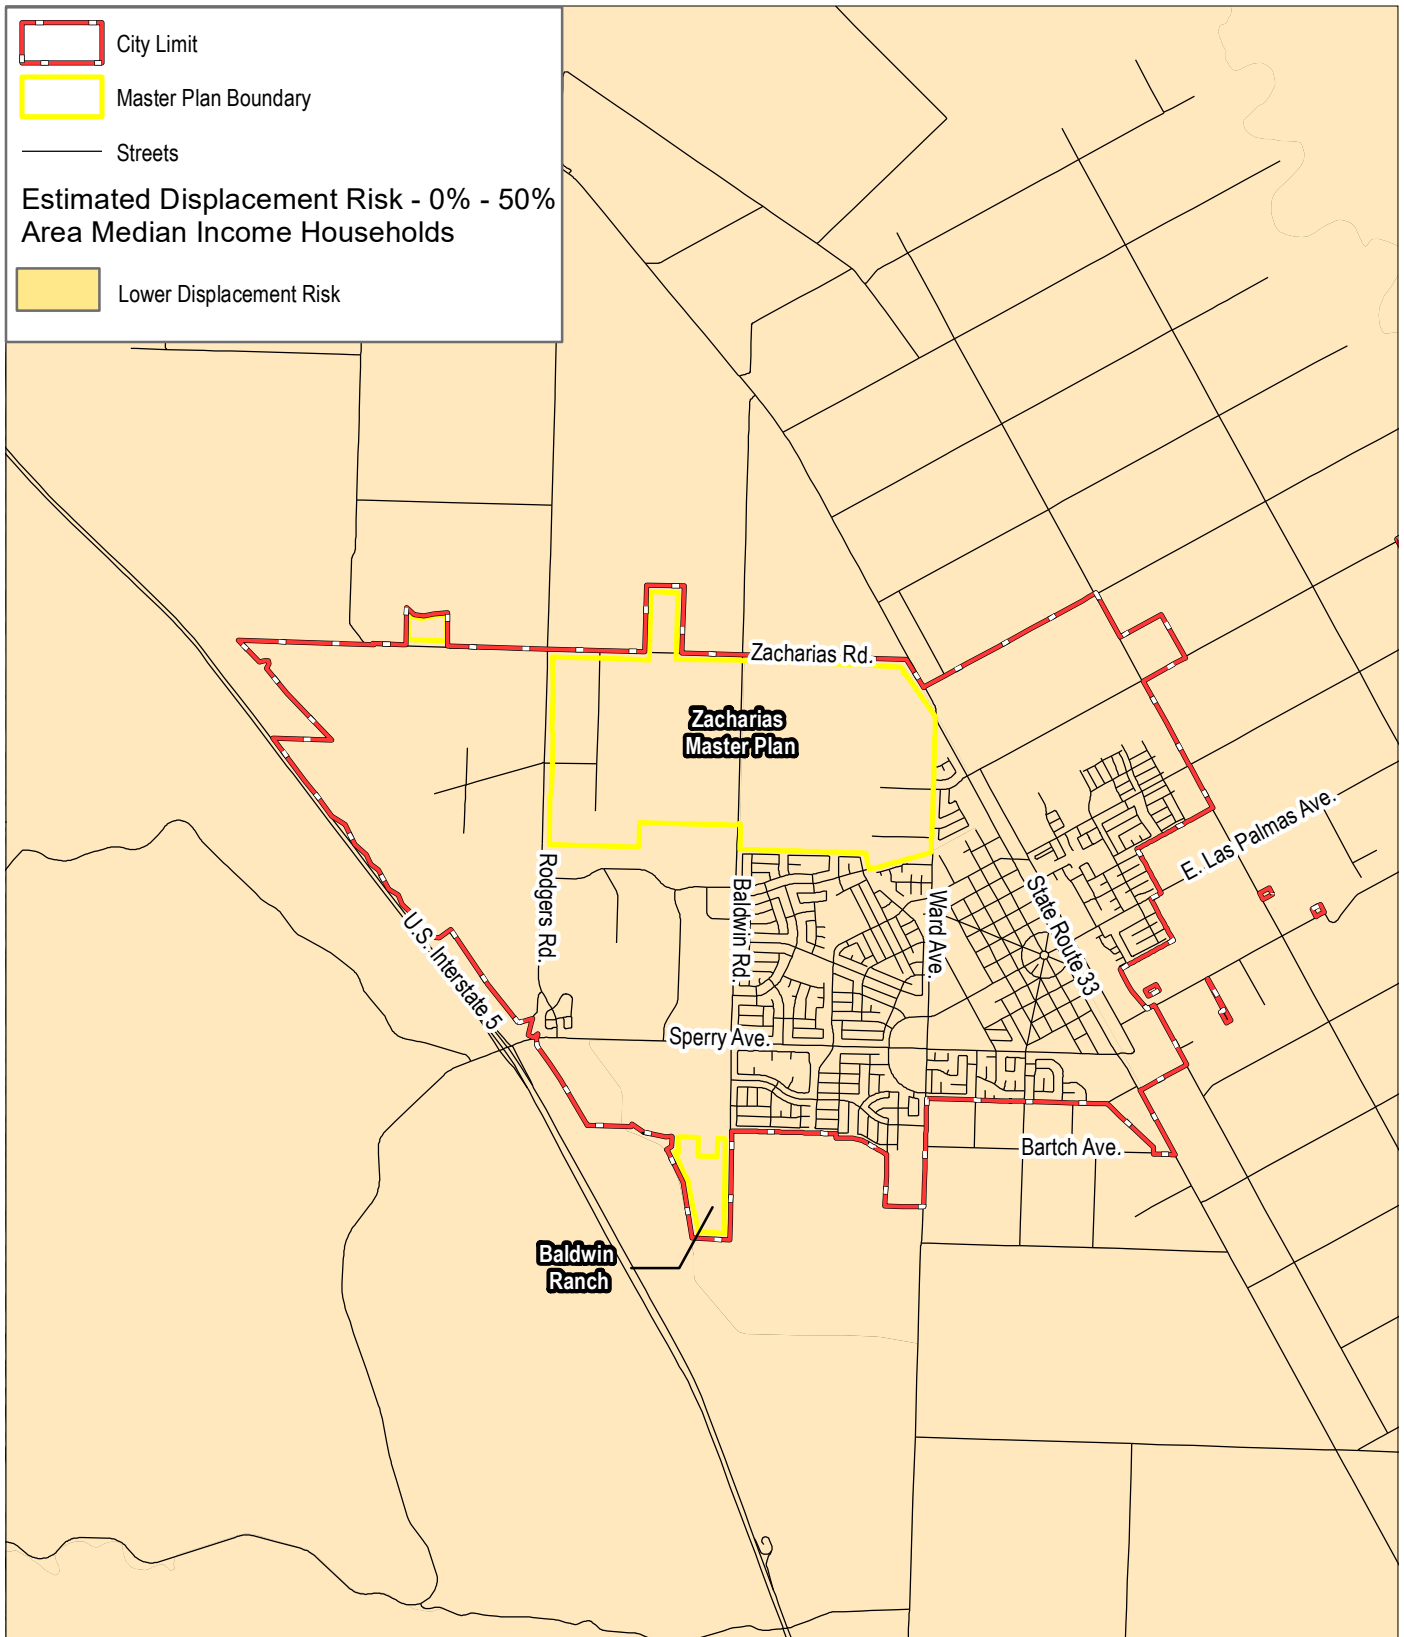 City Limit
Master Plan Boundary
Streets
Estimated Displacement Risk - 0% - 50%
Area Median Income Households
Lower Displacement Risk
Zacharias Rd.
Zacharias
Master Plan
E. Las Palmas Ave.
Rodgers Rd.
Baldwin Rd.
Ward Ave.
State Route 33
U.S. Interstate 5
Sperry Ave.
Bartch Ave.
Baldwin
Ranch